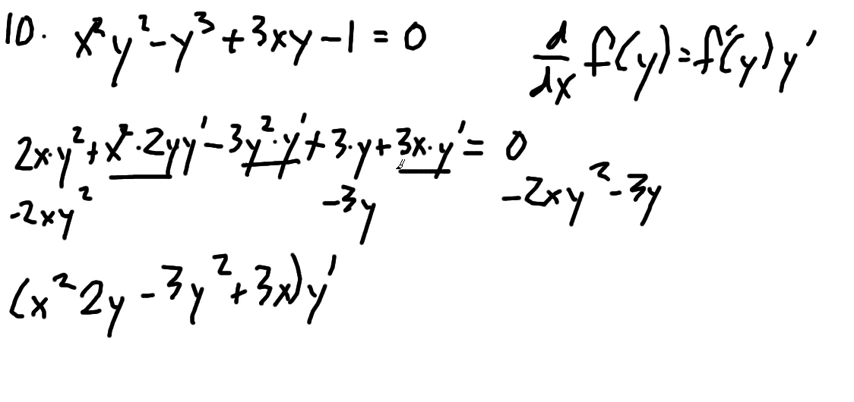 10. x²y² - y³ + 3xy - 1 = 0
d/dx f(y) = f'(y) y'
2x·y² + x²·2yy' - 3y²·y' + 3·y + 3x·y' = 0
-2xy² -3y -2xy² - 3y
(x²2y - 3y² + 3x)y'